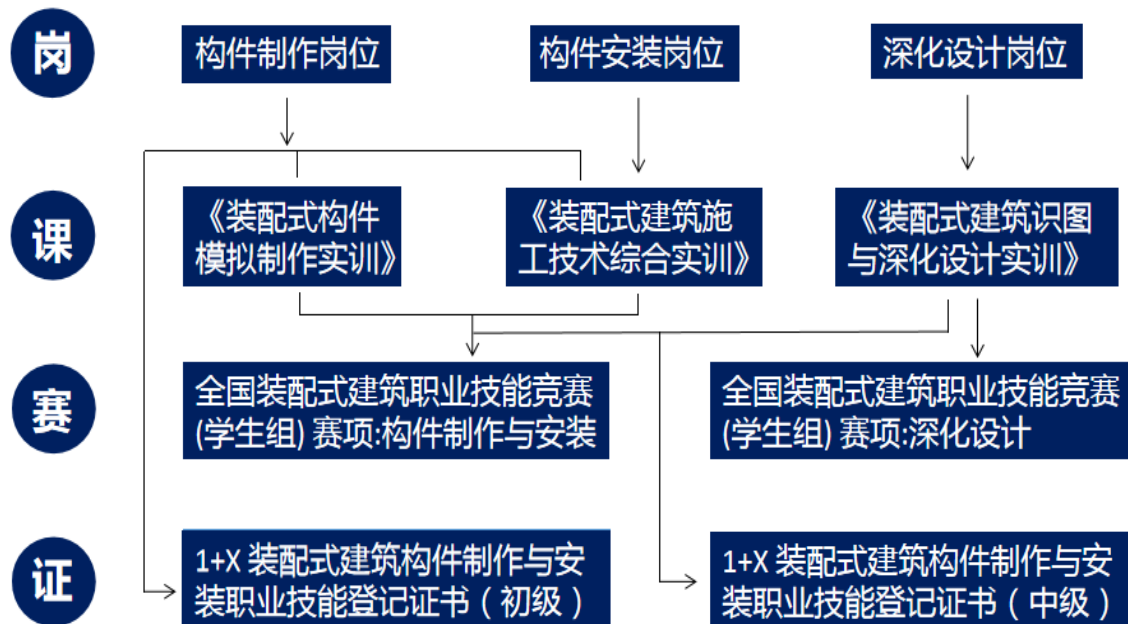 岗
构件制作岗位
构件安装岗位
深化设计岗位
课
《装配式构件
模拟制作实训》
《装配式建筑施
工技术综合实训》
《装配式建筑识图
与深化设计实训》
赛
全国装配式建筑职业技能竞赛
(学生组) 赛项:构件制作与安装
全国装配式建筑职业技能竞赛
(学生组) 赛项:深化设计
证
1+X 装配式建筑构件制作与安
装职业技能登记证书（初级）
1+X 装配式建筑构件制作与安
装职业技能登记证书（中级）